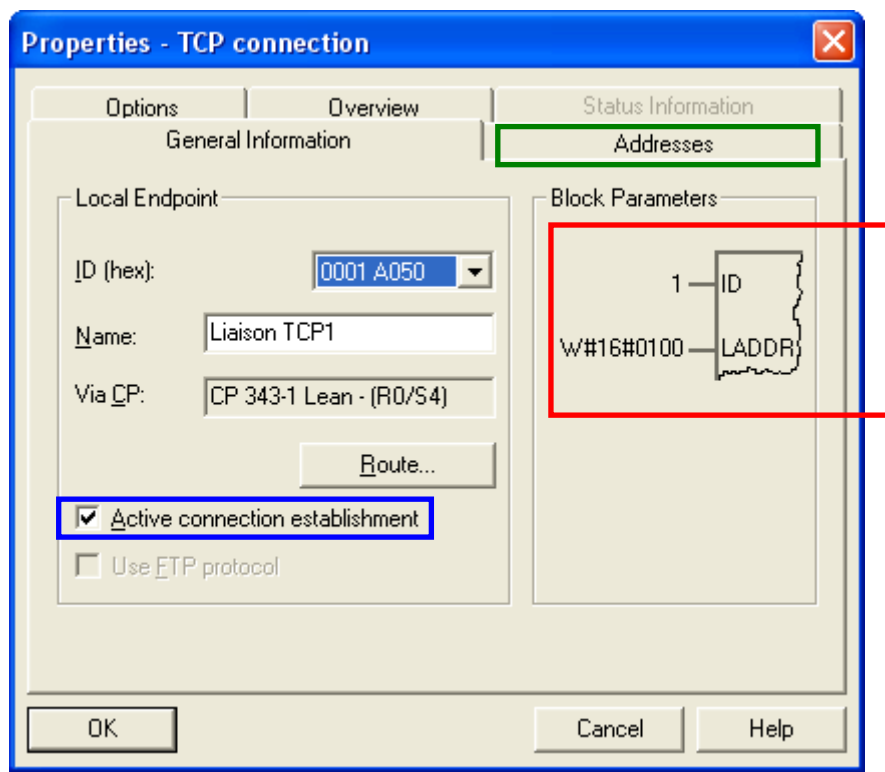 Properties - TCP connection
Options
Overview
Status Information
General Information
Addresses
Local Endpoint
ID (hex):
0001 A050
Name:
Liaison TCP1
Via CP:
CP 343-1 Lean - (R0/S4)
Route...
Active connection establishment
Use FTP protocol
Block Parameters
1
ID
W#16#0100
LADDR
OK
Cancel
Help